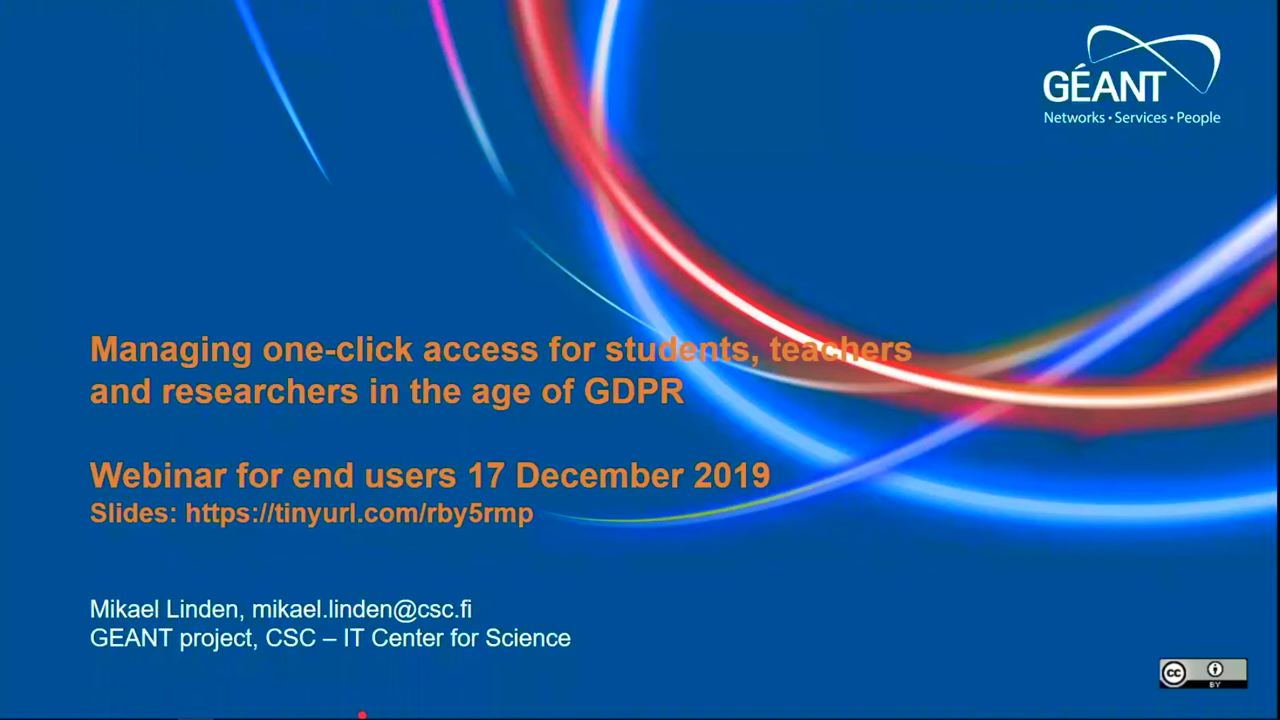 GÉANT
Networks • Services • People
Managing one-click access for students, teachers
and researchers in the age of GDPR
Webinar for end users 17 December 2019
Slides: https://tinyurl.com/rby5rmp
Mikael Linden, mikael.linden@csc.fi
GEANT project, CSC – IT Center for Science
cc
BY